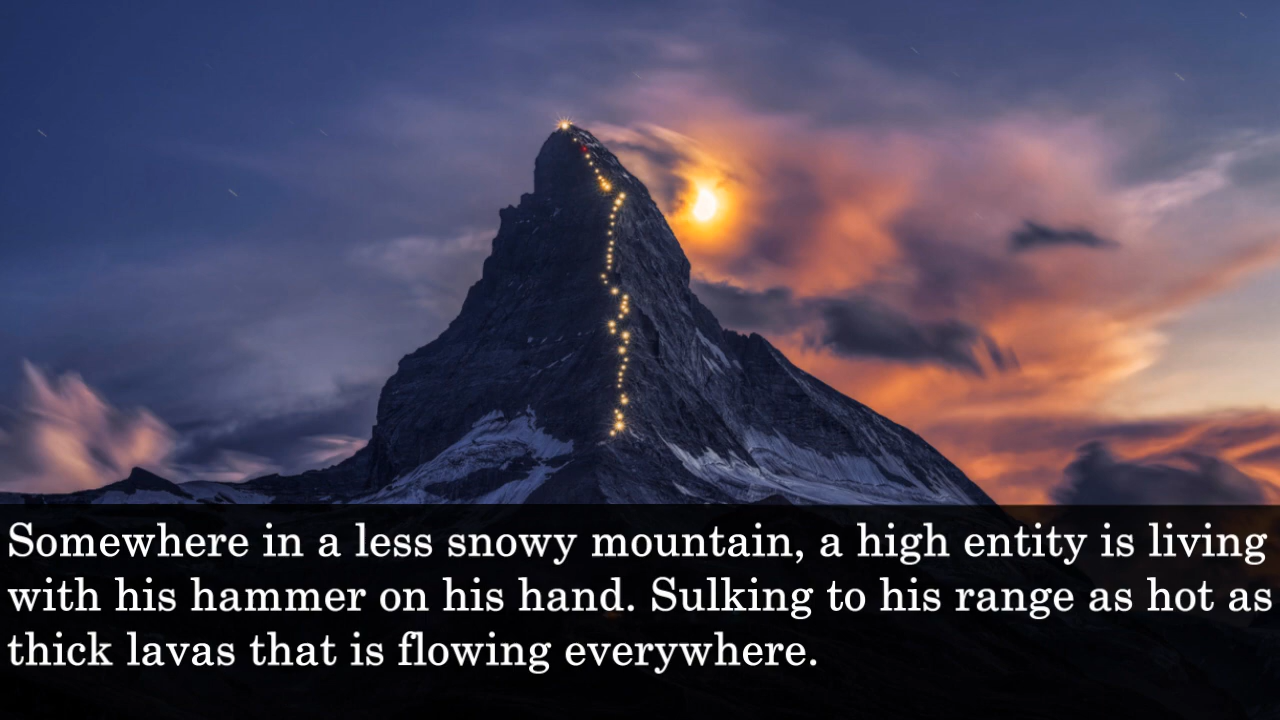 Somewhere in a less snowy mountain, a high entity is living
with his hammer on his hand. Sulking to his range as hot as
thick lavas that is flowing everywhere.